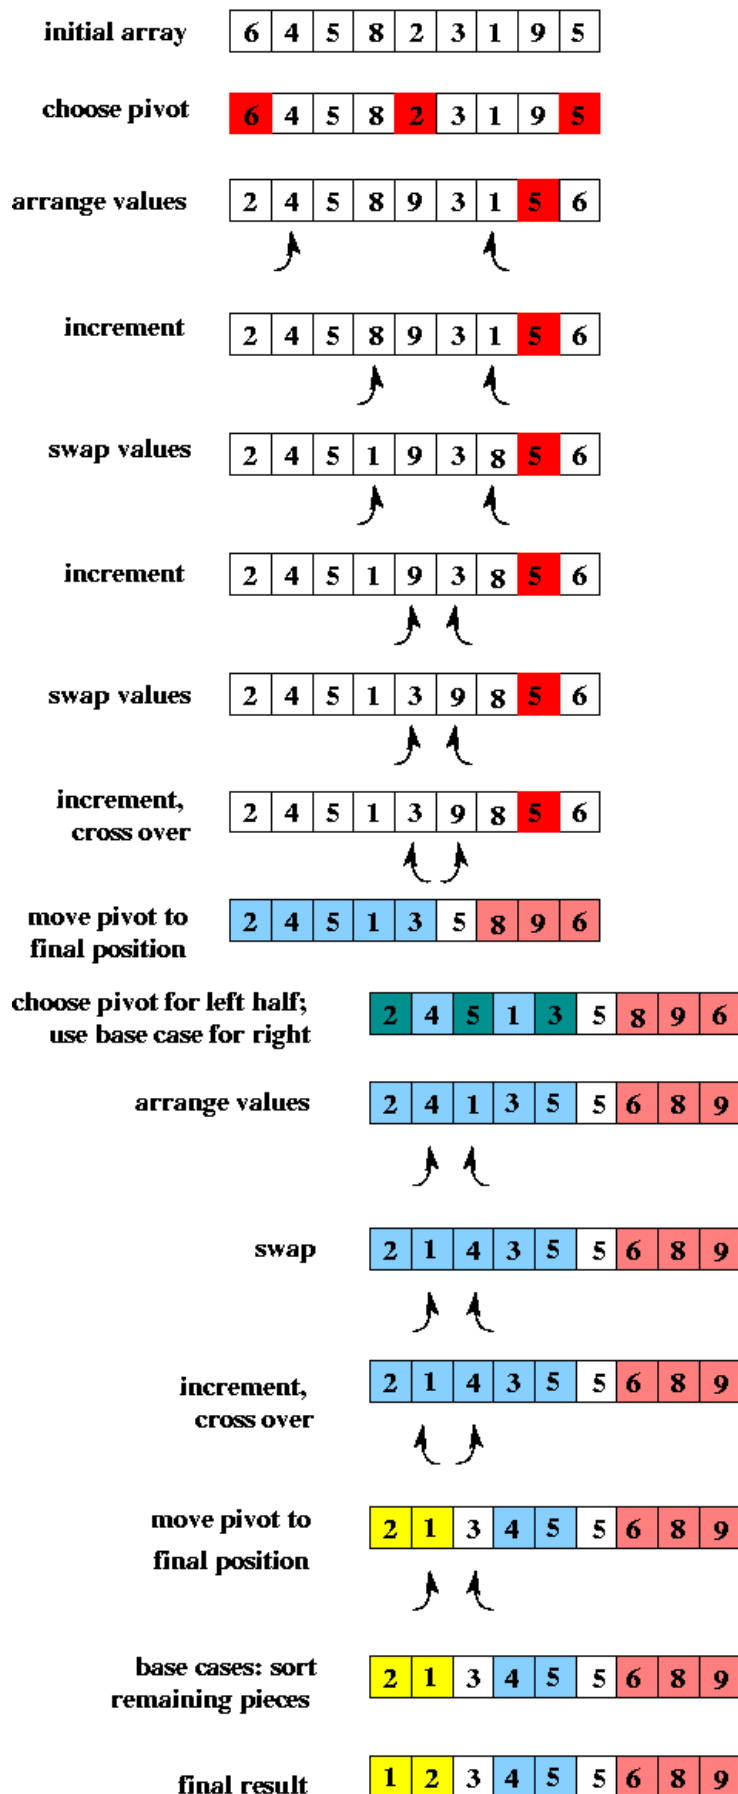 initial array 6 4 5 8 2 3 1 9 5
choose pivot 6 4 5 8 2 3 1 9 5
arrange values 2 4 5 8 9 3 1 5 6
increment 2 4 5 8 9 3 1 5 6
swap values 2 4 5 1 9 3 8 5 6
increment 2 4 5 1 9 3 8 5 6
swap values 2 4 5 1 3 9 8 5 6
increment,
cross over 2 4 5 1 3 9 8 5 6
move pivot to 2 4 5 1 3 5 8 9 6
final position
choose pivot for left half; 2 4 5 1 3 5 8 9 6
use base case for right
arrange values 2 4 1 3 5 5 6 8 9
swap 2 1 4 3 5 5 6 8 9
increment, 2 1 4 3 5 5 6 8 9
cross over
move pivot to 2 1 3 4 5 5 6 8 9
final position
base cases: sort 2 1 3 4 5 5 6 8 9
remaining pieces
final result 1 2 3 4 5 5 6 8 9